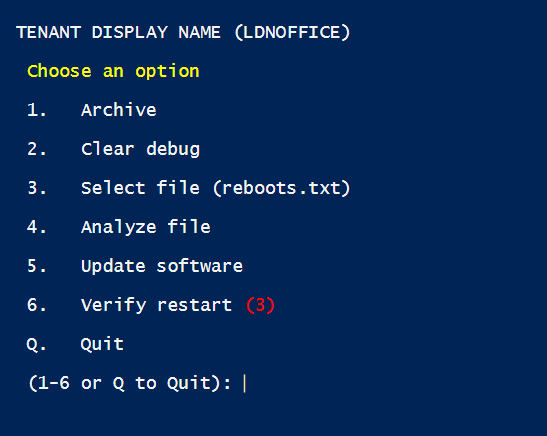 TENANT DISPLAY NAME (LDNOFFICE)
Choose an option
1. Archive
2. Clear debug
3. Select file (reboots.txt)
4. Analyze file
5. Update software
6. Verify restart (3)
Q. Quit
(1-6 or Q to Quit):